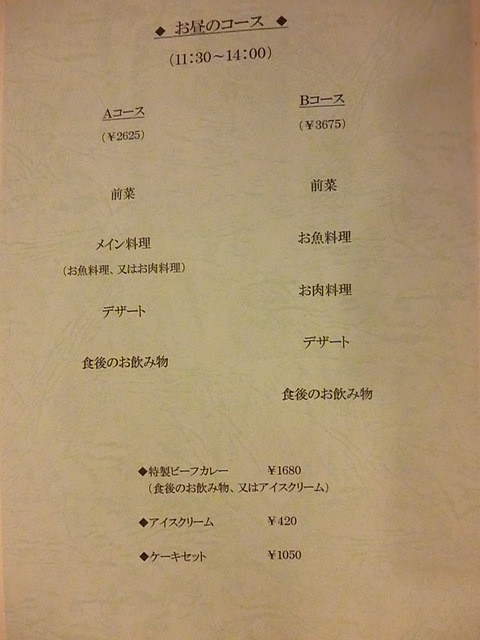 ◆ お昼のコース ◆
(11:30～14:00)
Aコース
(￥2625)
前菜
メイン料理
(お魚料理、又はお肉料理)
デザート
食後のお飲み物
Bコース
(￥3675)
前菜
お魚料理
お肉料理
デザート
食後のお飲み物
◆特製ビーフカレー ￥1680
(食後のお飲み物、又はアイスクリーム)
◆アイスクリーム ￥420
◆ケーキセット ￥1050